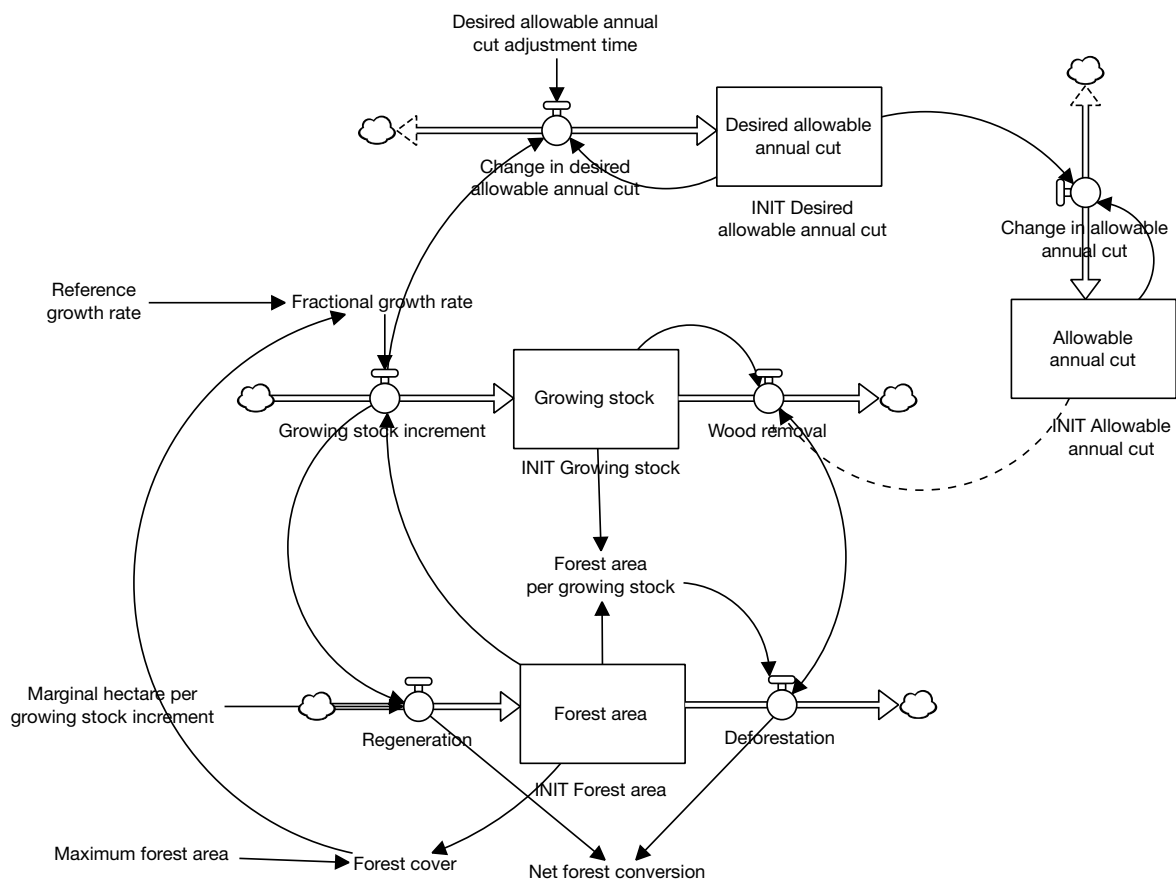 Desired allowable annual
cut adjustment time
Desired allowable
annual cut
Change in desired
allowable annual cut
INIT Desired
allowable annual cut
Change in allowable
annual cut
Reference
growth rate
Fractional growth rate
Allowable
annual cut
Growing stock
Growing stock increment
Wood removal
INIT Allowable
annual cut
INIT Growing stock
Forest area
per growing stock
Marginal hectare per
growing stock increment
Forest area
Regeneration
Deforestation
INIT Forest area
Maximum forest area
Forest cover
Net forest conversion